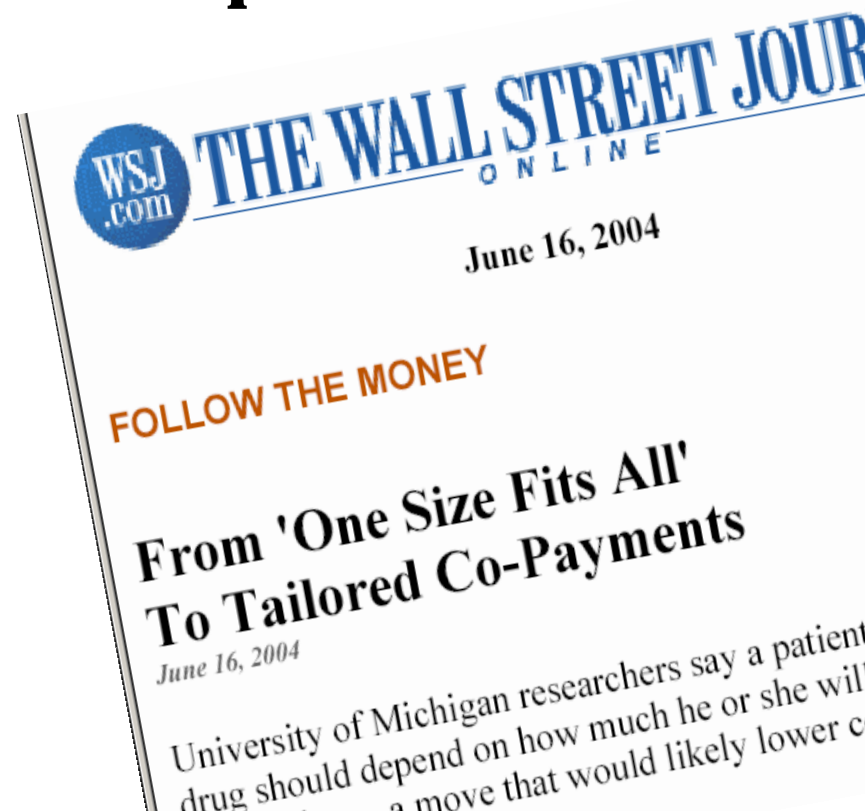 WSJ
.com
THE WALL STREET JOUR
ONLINE
June 16, 2004
FOLLOW THE MONEY
From 'One Size Fits All'
To Tailored Co-Payments
June 16, 2004
University of Michigan researchers say a patient
drug should depend on how much he or she will
a move that would likely lower